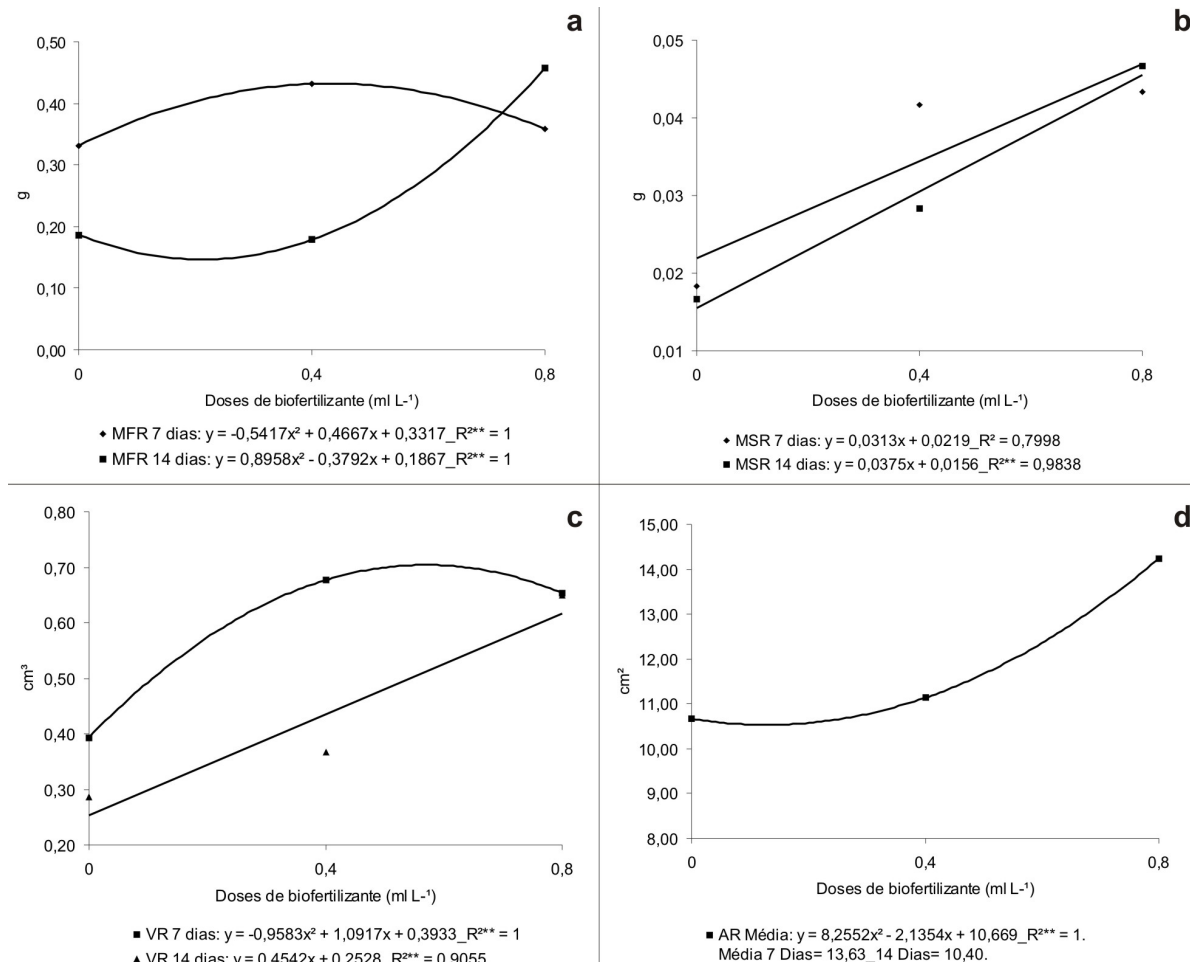 a
0,50
0,40
0,30
0,20
0,10
0,00
g
0
0,4
0,8
Doses de biofertilizante (ml L-¹)
MFR 7 dias: y = -0,5417x² + 0,4667x + 0,3317_R²** = 1
MFR 14 dias: y = 0,8958x² - 0,3792x + 0,1867_R²** = 1
b
0,05
0,04
0,03
0,02
0,01
g
0
0,4
0,8
Doses de biofertilizante (ml L-¹)
MSR 7 dias: y = 0,0313x + 0,0219_R² = 0,7998
MSR 14 dias: y = 0,0375x + 0,0156_R²** = 0,9838
c
0,80
0,70
0,60
0,50
0,40
0,30
0,20
cm³
0
0,4
0,8
Doses de biofertilizante (ml L-¹)
VR 7 dias: y = -0,9583x² + 1,0917x + 0,3933_R²** = 1
VR 14 dias: y = 0,4542x + 0,2528_R²** = 0,9055
d
15,00
14,00
13,00
12,00
11,00
10,00
9,00
8,00
cm²
0
0,4
0,8
Doses de biofertilizante (ml L-¹)
AR Média: y = 8,2552x² - 2,1354x + 10,669_R²** = 1.
Média 7 Dias= 13,63_14 Dias= 10,40.